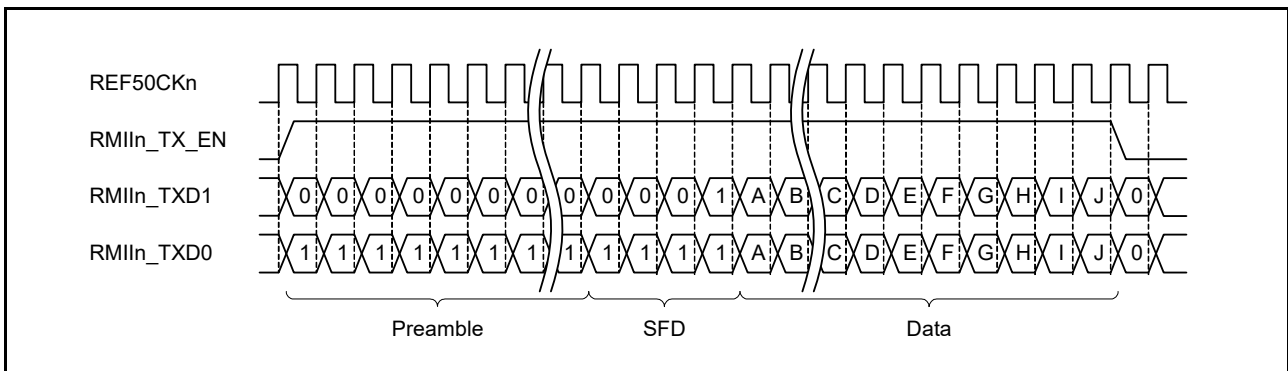 REF50CKn
RMIIn_TX_EN
RMIIn_TXD1 0 0 0 0 0 0 0 0 0 0 0 1 A B C D E F G H I J 0
RMIIn_TXD0 1 1 1 1 1 1 1 1 1 1 1 1 A B C D E F G H I J 0
Preamble SFD Data